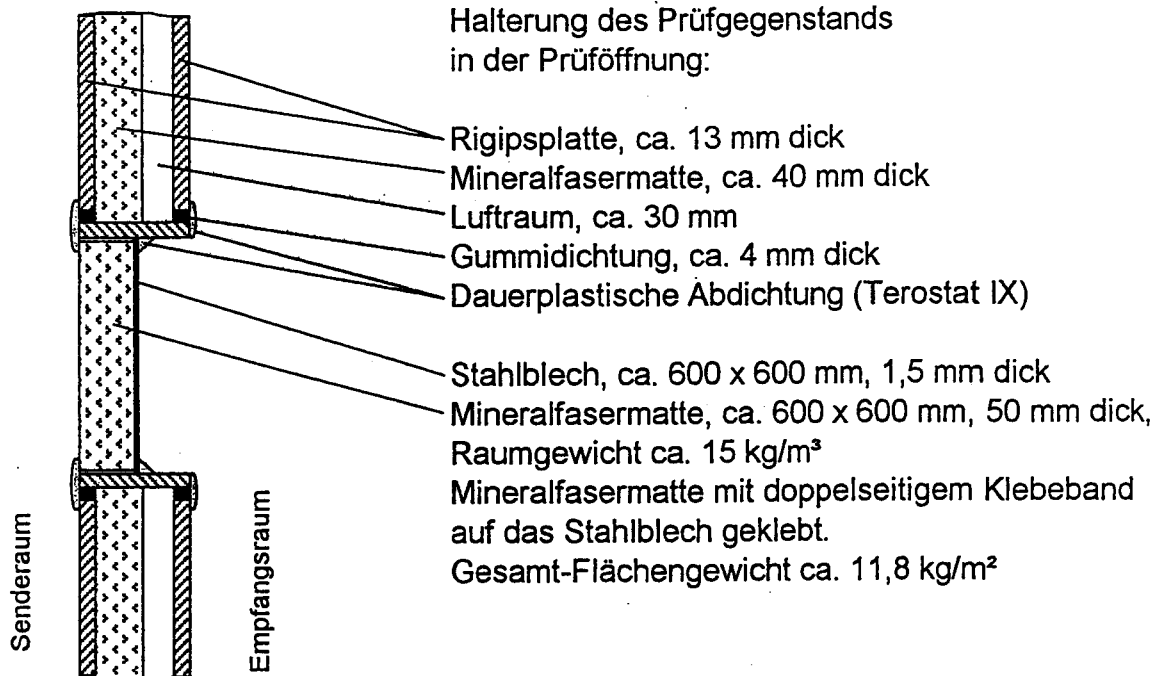 Halterung des Prüfgegenstands
in der Prüföffnung:
Rigipsplatte, ca. 13 mm dick
Mineralfasermatte, ca. 40 mm dick
Luftraum, ca. 30 mm
Gummidichtung, ca. 4 mm dick
Dauerplastische Abdichtung (Terostat IX)
Stahlblech, ca. 600 x 600 mm, 1,5 mm dick
Mineralfasermatte, ca. 600 x 600 mm, 50 mm dick,
Raumgewicht ca. 15 kg/m³
Mineralfasermatte mit doppelseitigem Klebeband
auf das Stahlblech geklebt.
Gesamt-Flächengewicht ca. 11,8 kg/m²
Senderaum
Empfangsraum